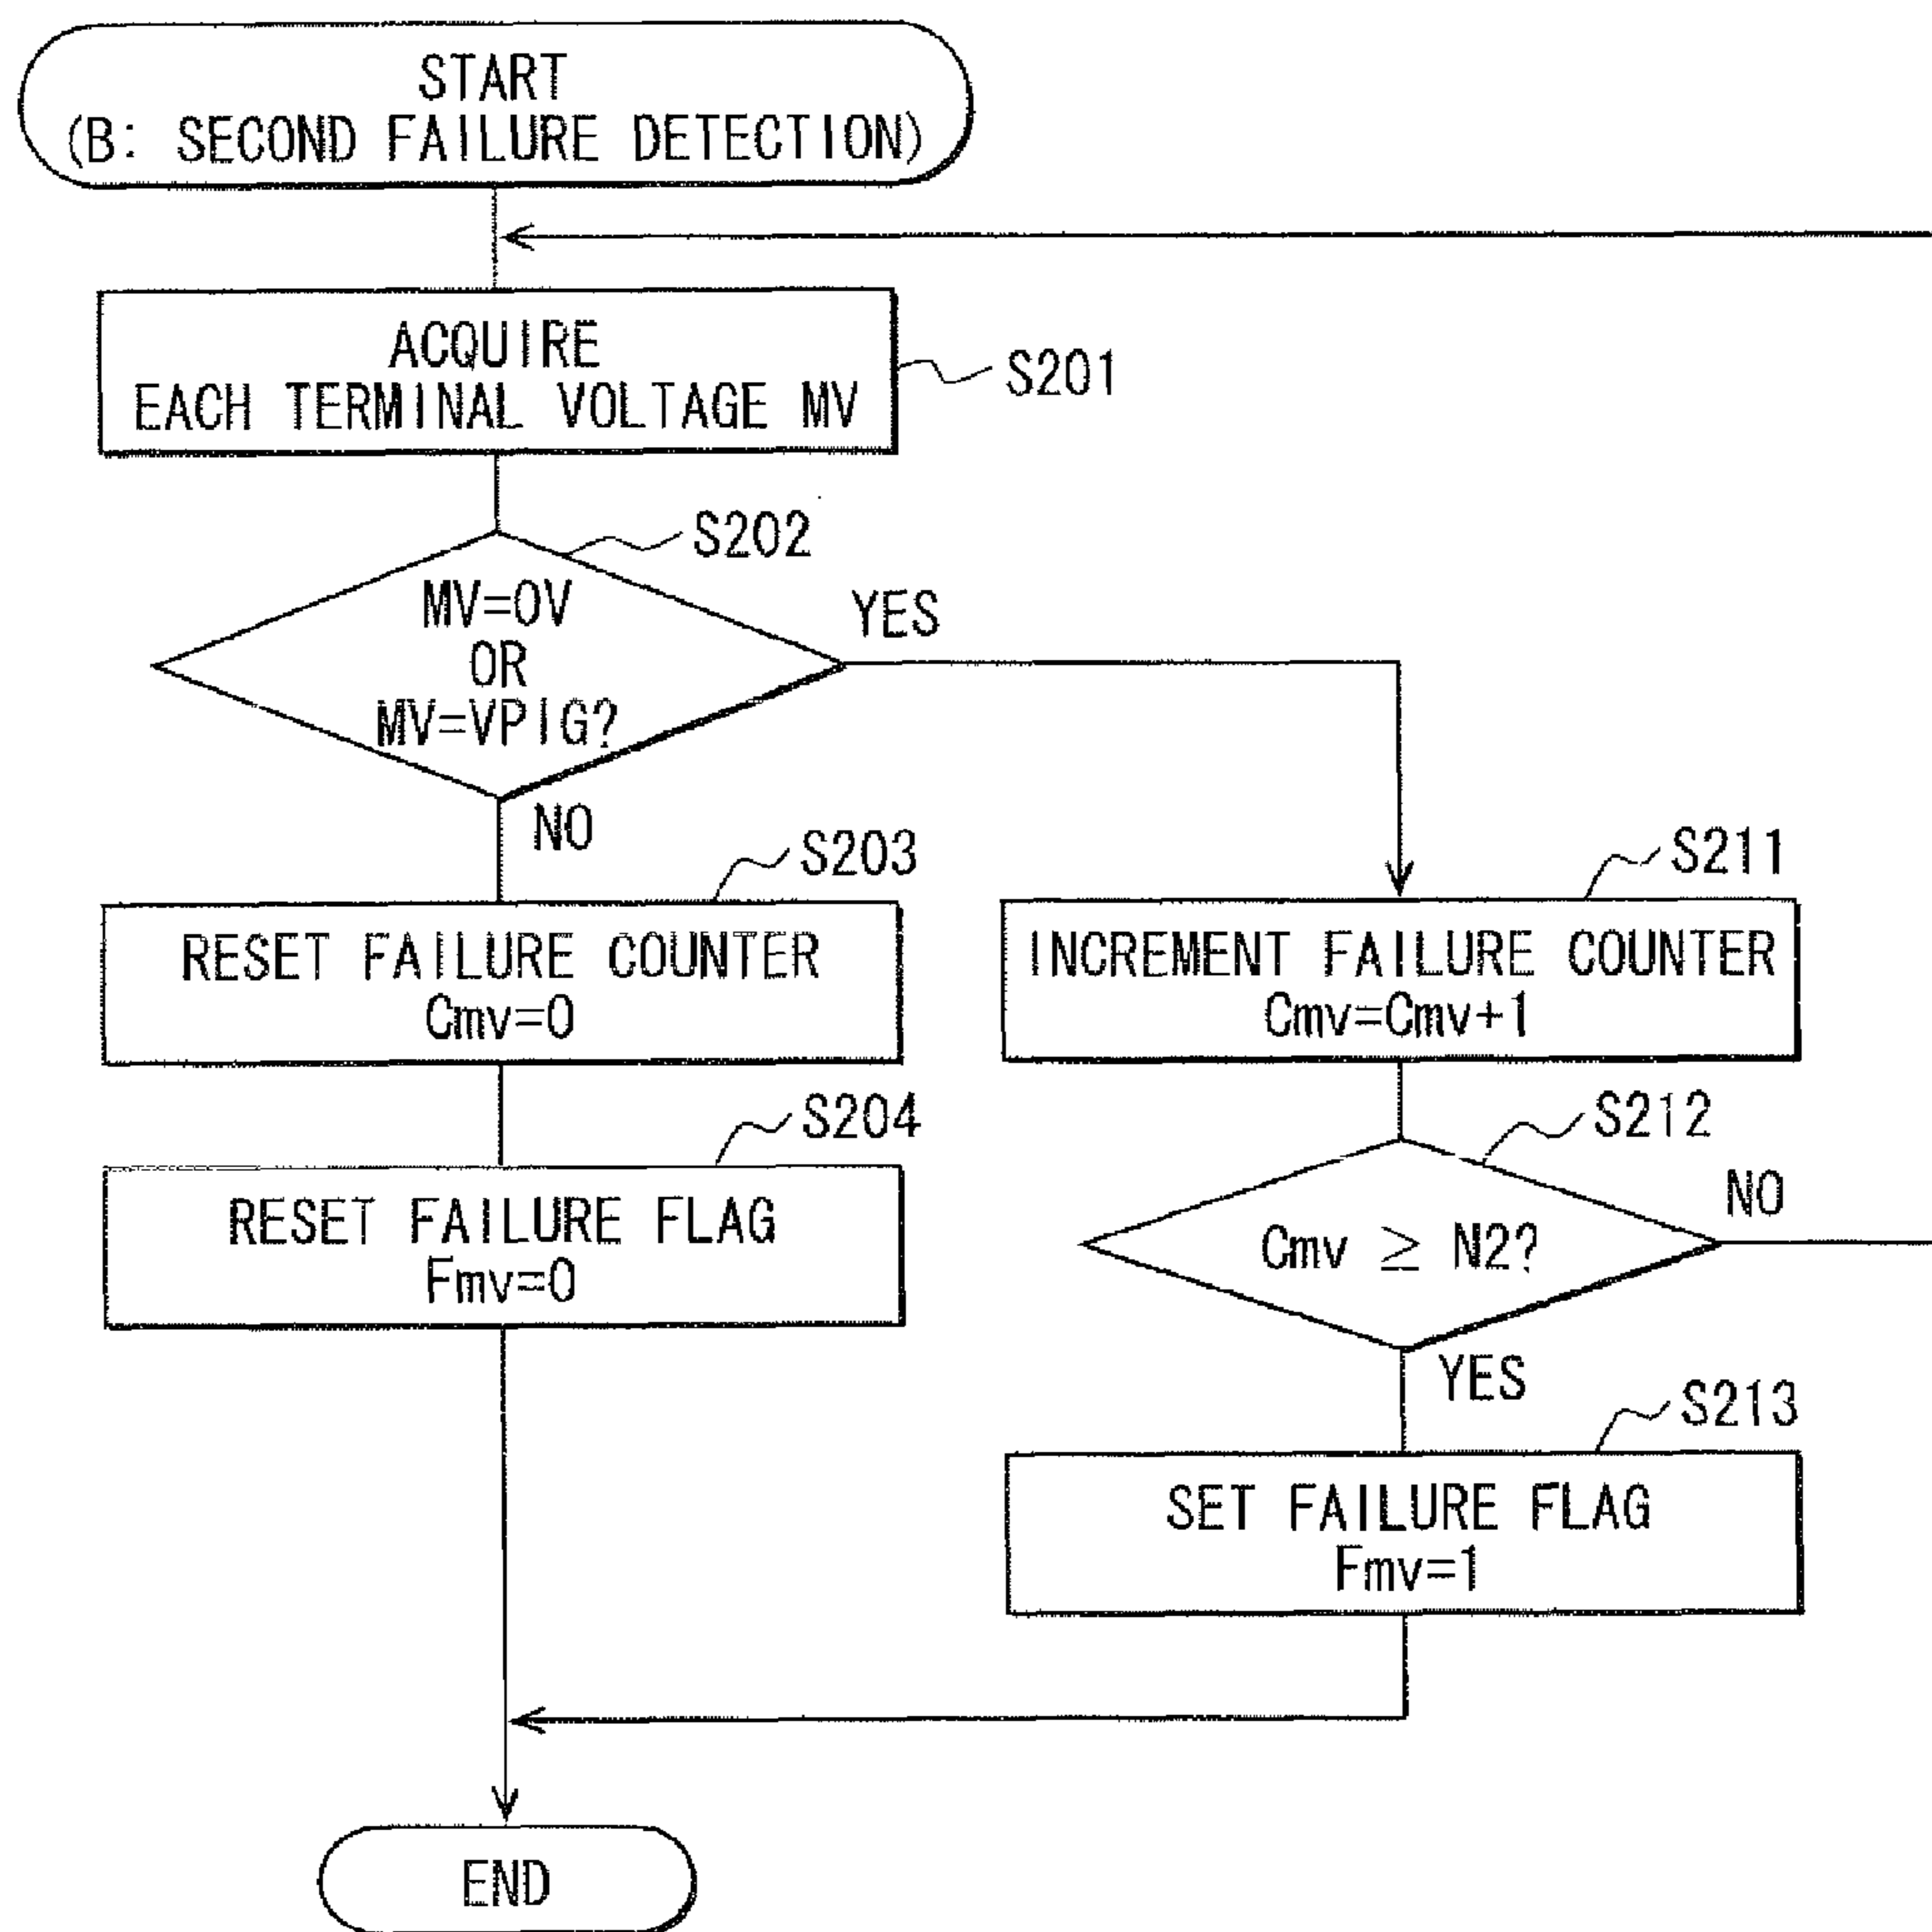 START
(B: SECOND FAILURE DETECTION)
ACQUIRE
EACH TERMINAL VOLTAGE MV
S201
S202
MV=0V
OR
MV=VPIG?
YES
NO
S203
RESET FAILURE COUNTER
Cmv=0
S211
INCREMENT FAILURE COUNTER
Cmv=Cmv+1
S204
RESET FAILURE FLAG
Fmv=0
S212
Cmv ≥ N2?
NO
YES
S213
SET FAILURE FLAG
Fmv=1
END